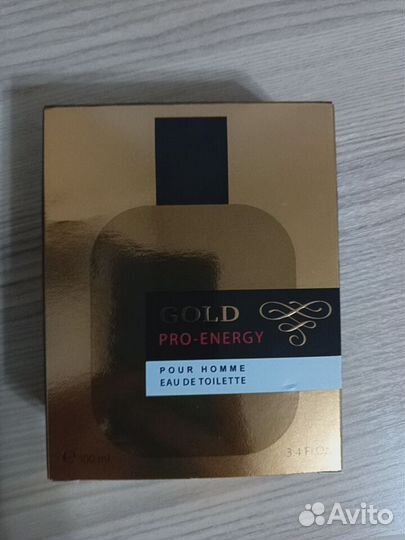 GOLD
PRO-ENERGY
POUR HOMME
EAU DE TOILETTE
℮ 100 ml
3.4 Fl Oz
Avito